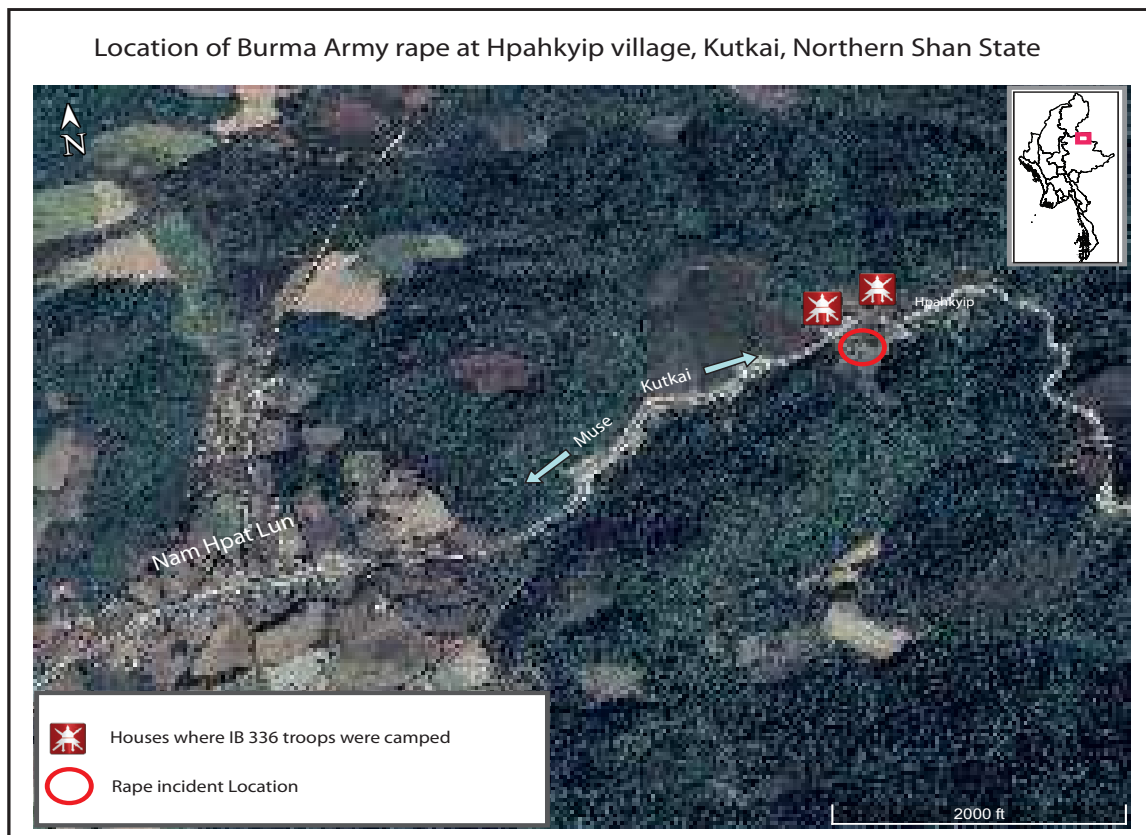 Location of Burma Army rape at Hpahkyip village, Kutkai, Northern Shan State
N
Hpahkyip
Kutkai
Muse
Nam Hpat Lun
Houses where IB 336 troops were camped
Rape incident Location
2000 ft